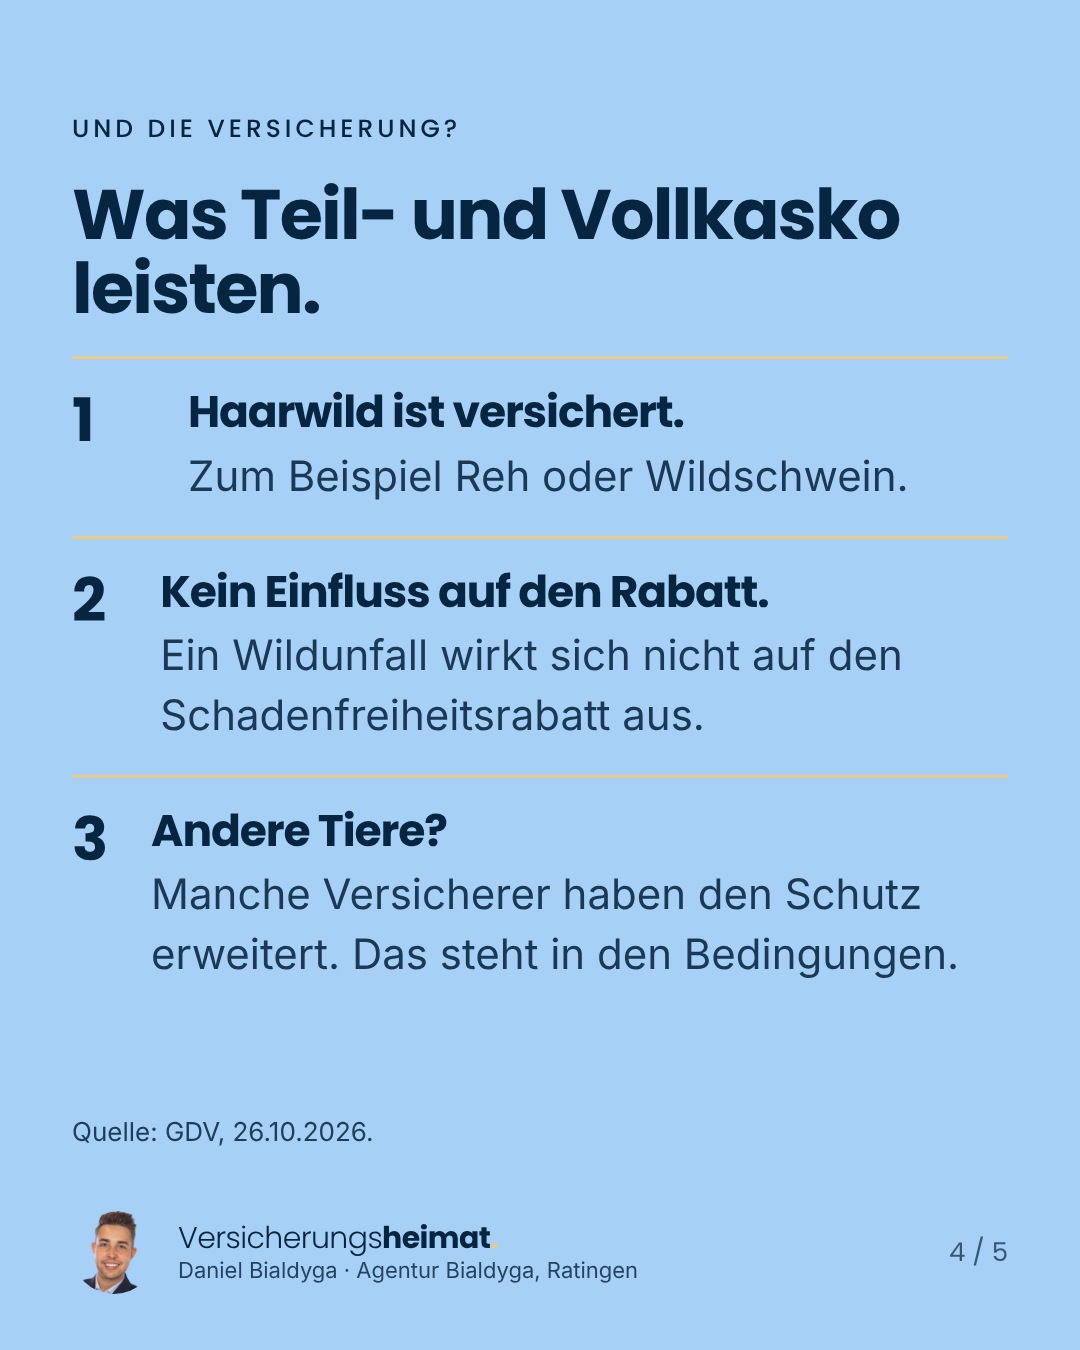 UND DIE VERSICHERUNG?
Was Teil- und Vollkasko
leisten.
1
Haarwild ist versichert.
Zum Beispiel Reh oder Wildschwein.
2
Kein Einfluss auf den Rabatt.
Ein Wildunfall wirkt sich nicht auf den
Schadenfreiheitsrabatt aus.
3
Andere Tiere?
Manche Versicherer haben den Schutz
erweitert. Das steht in den Bedingungen.
Quelle: GDV, 26.10.2026.
Versicherungsheimat.
Daniel Bialdyga · Agentur Bialdyga, Ratingen
4 / 5